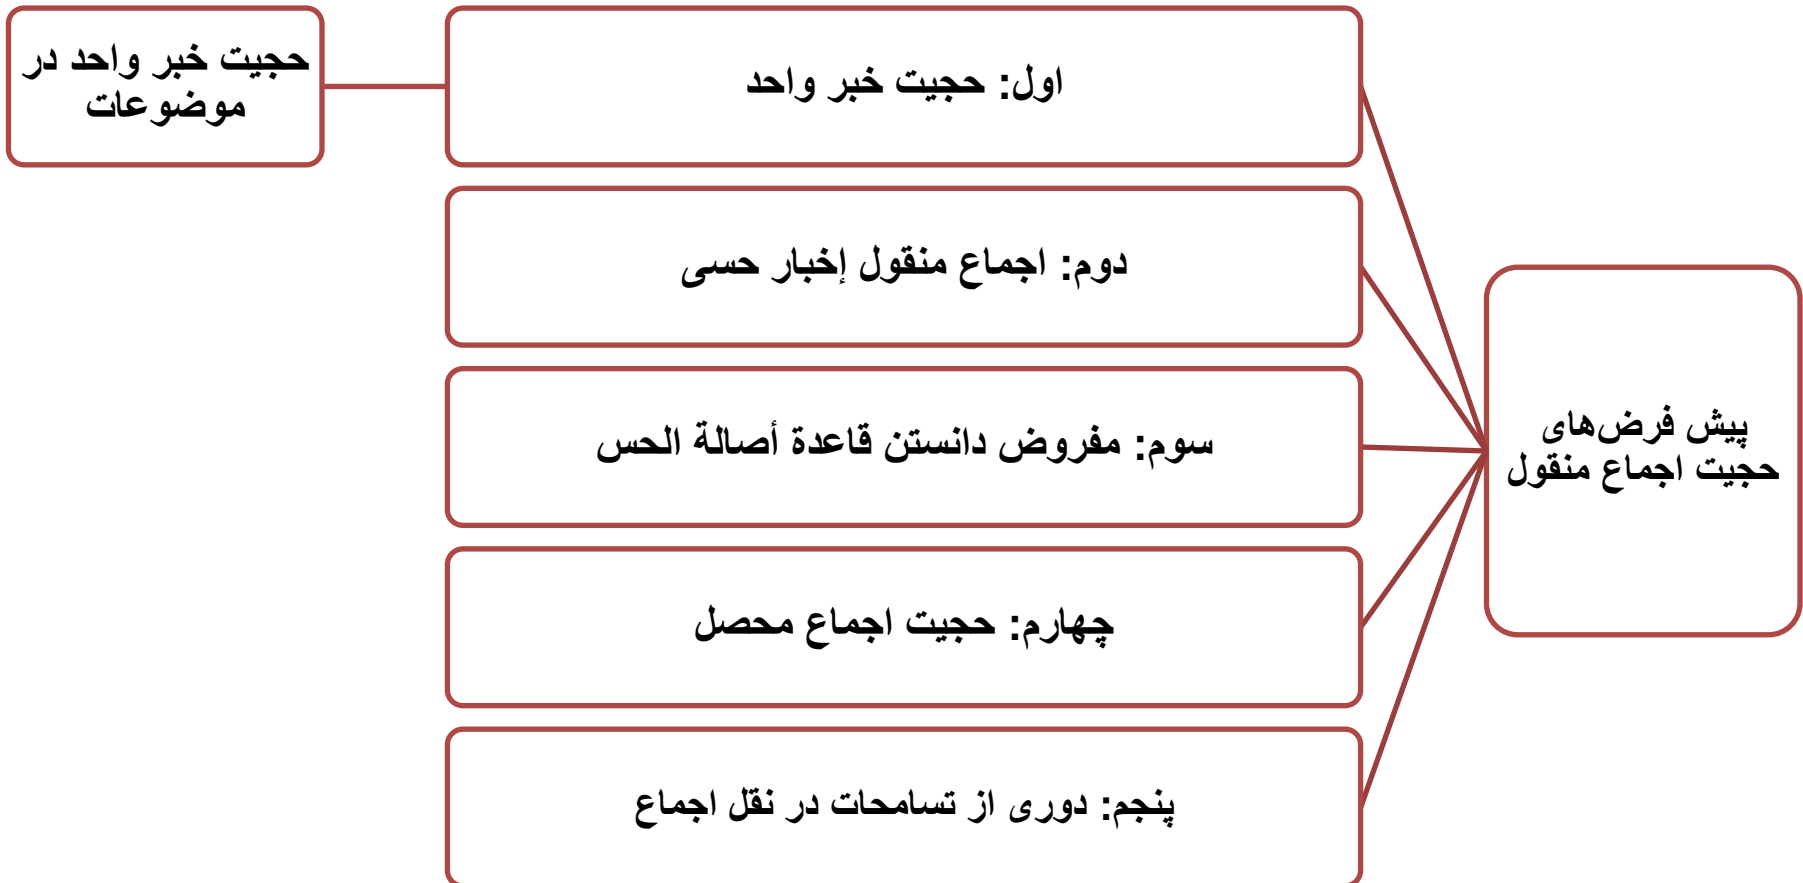 پیش فرض‌های
حجیت اجماع منقول
اول: حجیت خبر واحد
حجیت خبر واحد در
موضوعات
دوم: اجماع منقول إخبار حسی
سوم: مفروض دانستن قاعدة أصالة الحس
چهارم: حجیت اجماع محصل
پنجم: دوری از تسامحات در نقل اجماع